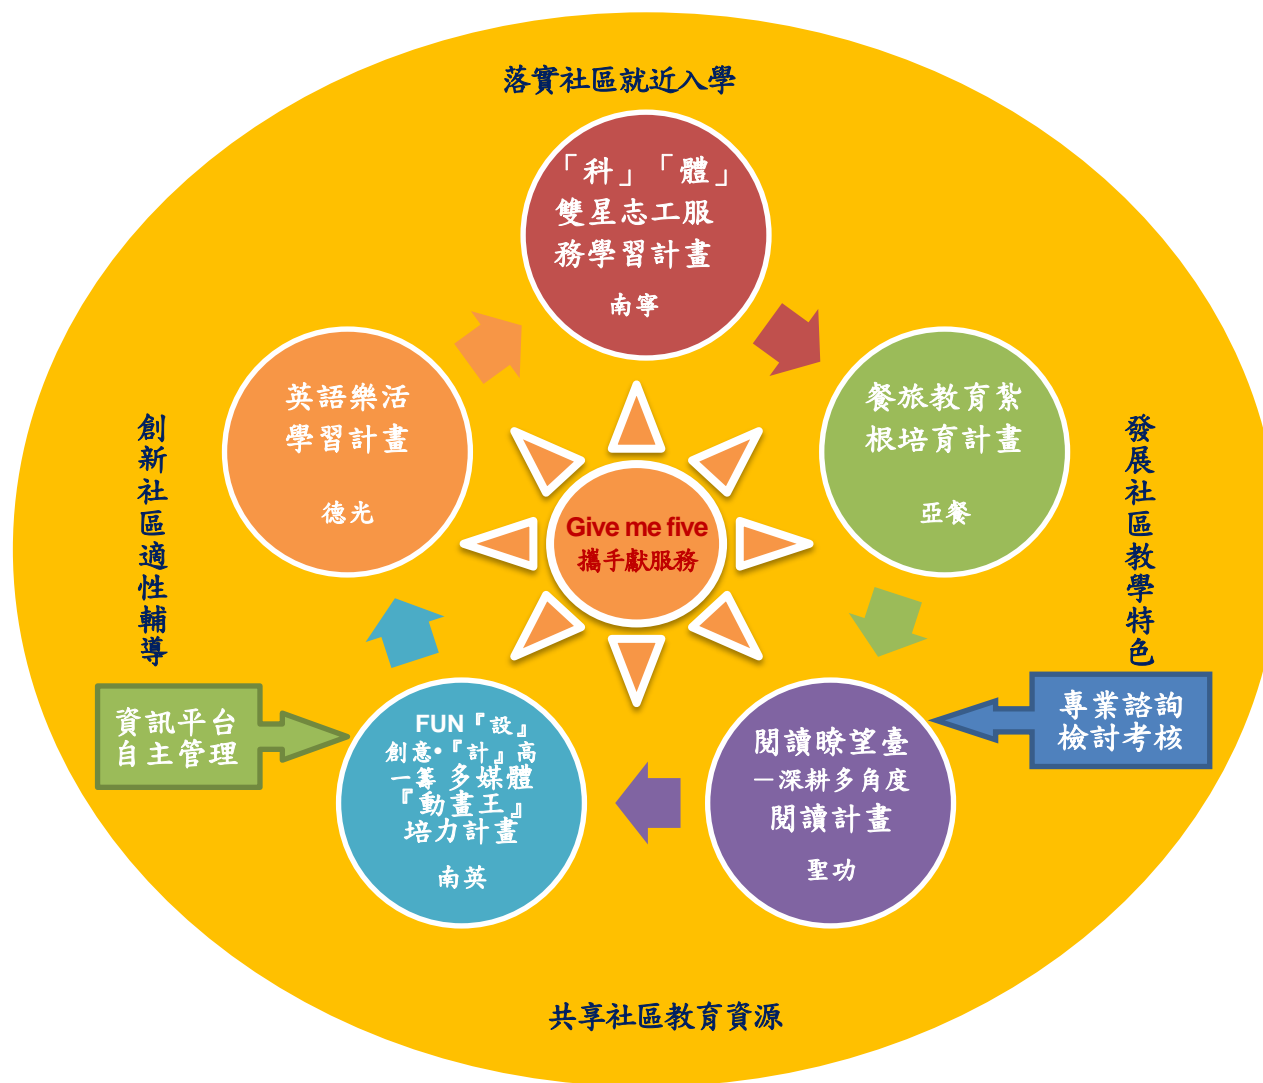 落實社區就近入學
「科」「體」
雙星志工服
務學習計畫
南寧
英語樂活
學習計畫
德光
餐旅教育紮
根培育計畫
亞餐
創新社區適性輔導
發展社區教學特色
Give me five
攜手獻服務
資訊平台
自主管理
專業諮詢
檢討考核
FUN『設』
創意•『計』高
一籌 多媒體
『動畫王』
培力計畫
南英
閱讀瞭望臺
－深耕多角度
閱讀計畫
聖功
共享社區教育資源